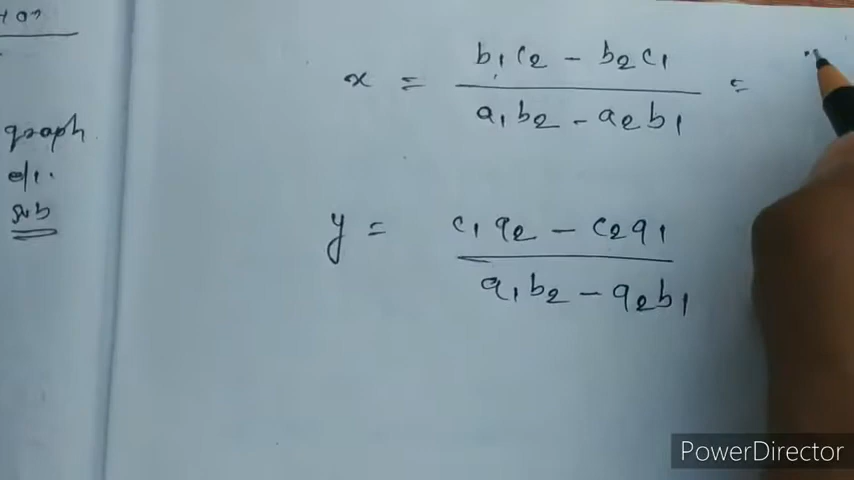 graph
e/i.
sub
x = b₁c₂ - b₂c₁ / a₁b₂ - a₂b₁ =
y = c₁a₂ - c₂a₁ / a₁b₂ - a₂b₁
PowerDirector